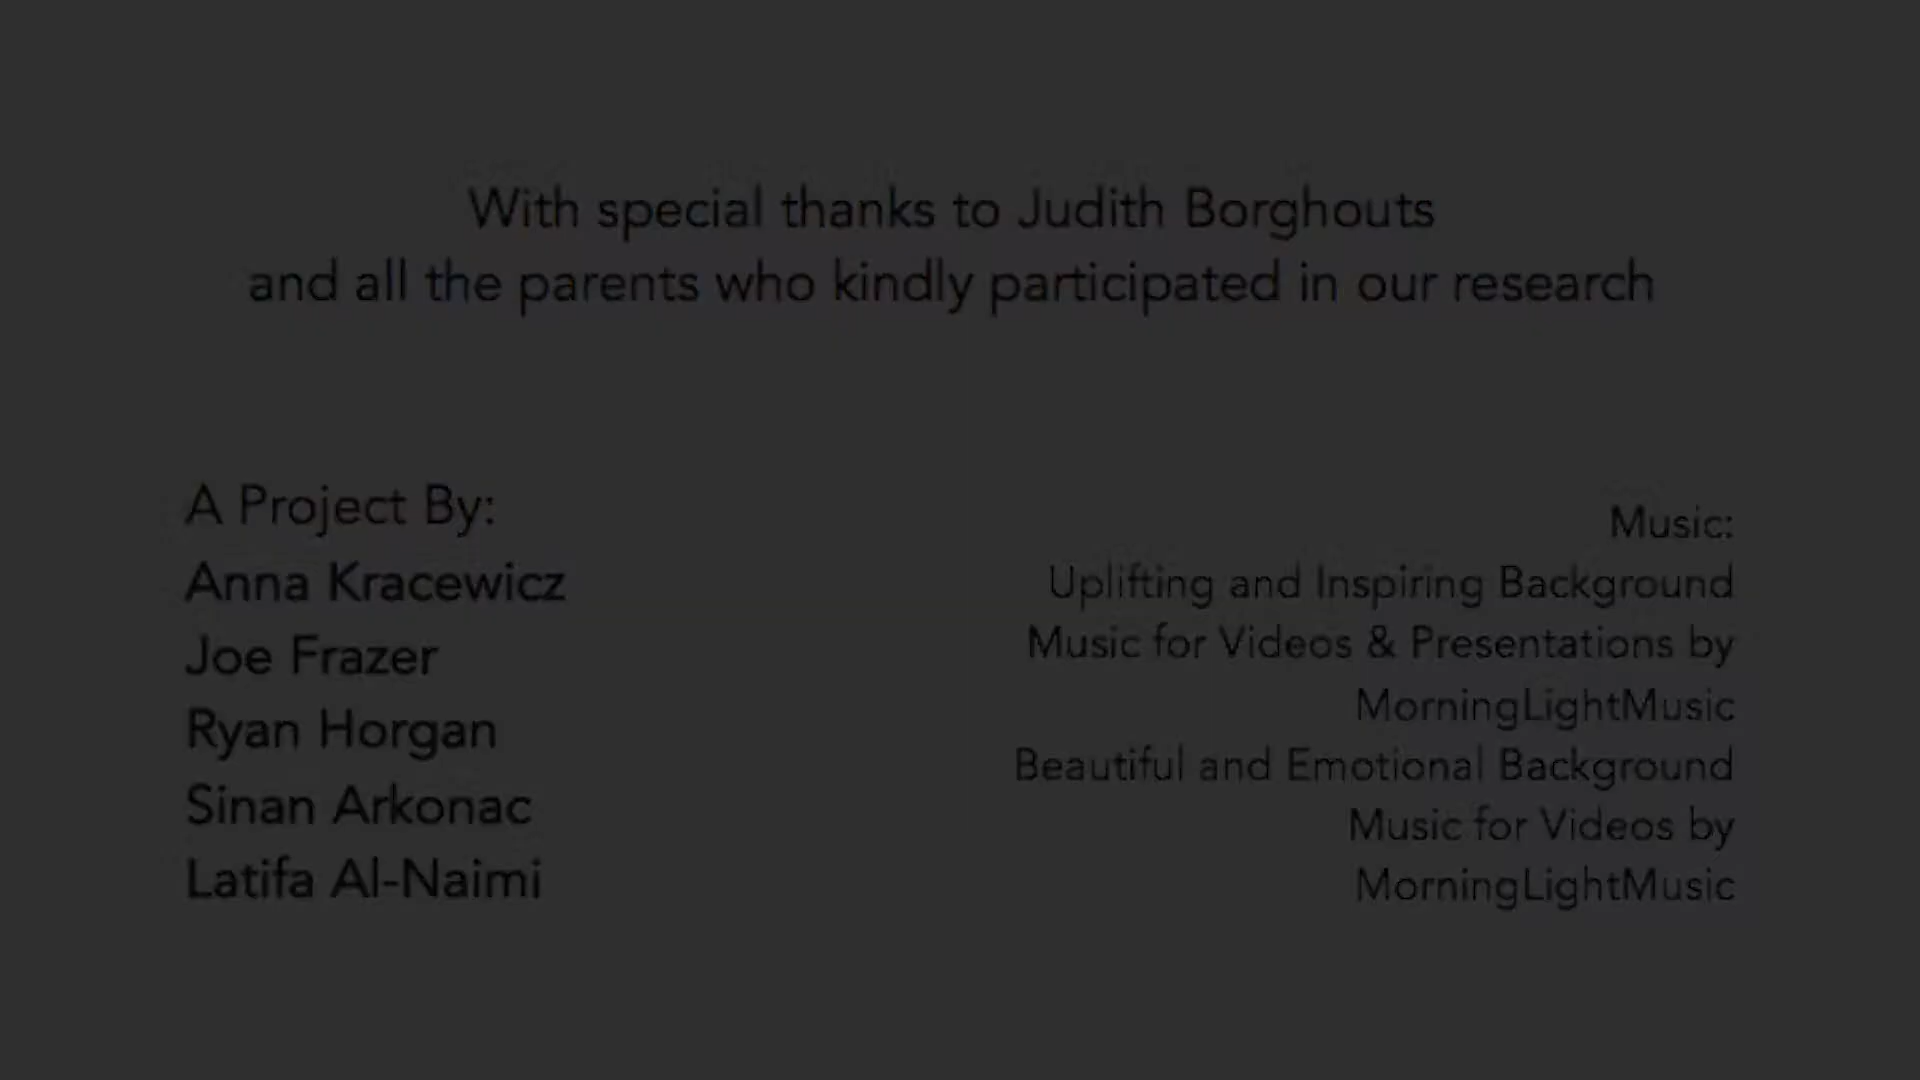 With special thanks to Judith Borghouts
and all the parents who kindly participated in our research
A Project By:
Anna Kracewicz
Joe Frazer
Ryan Horgan
Sinan Arkonac
Latifa Al-Naimi
Music:
Uplifting and Inspiring Background
Music for Videos & Presentations by
MorningLightMusic
Beautiful and Emotional Background
Music for Videos by
MorningLightMusic